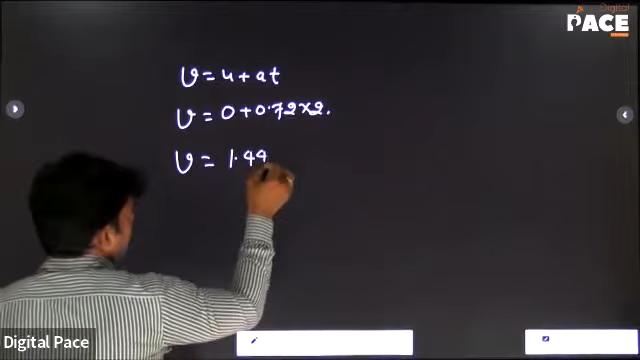 Digital
PACE
v = u + at
v = 0 + 0.72×2.
v = 1.44
Digital Pace